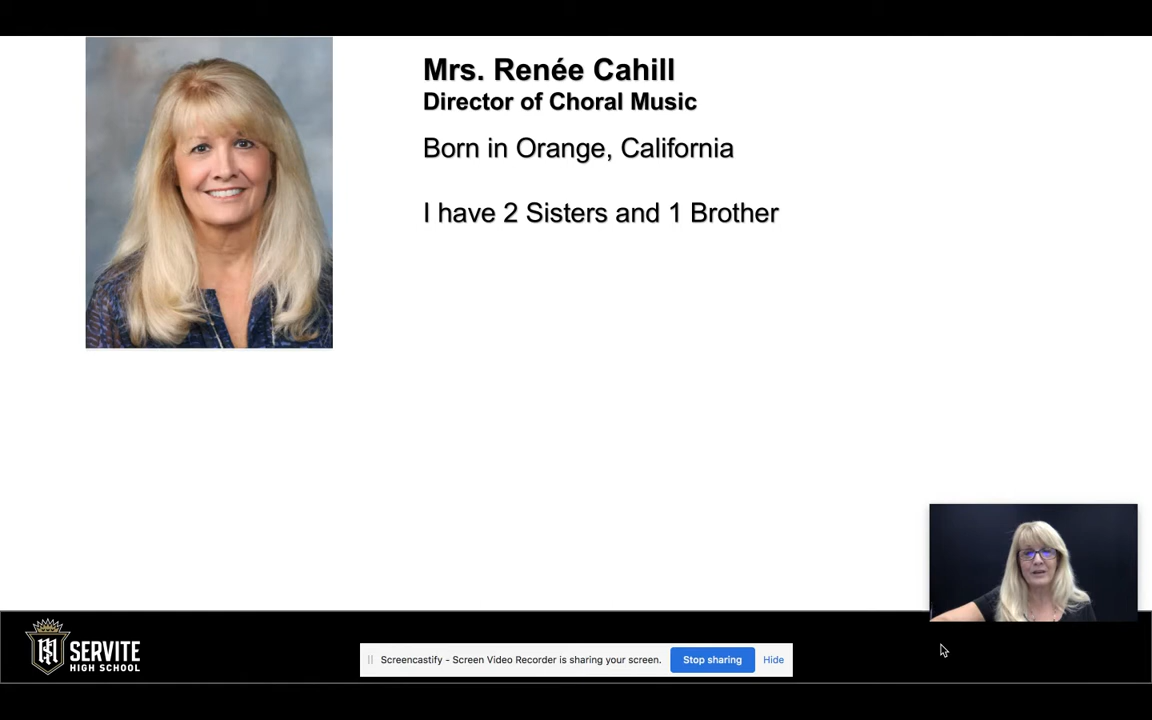 Mrs. Renée Cahill
Director of Choral Music
Born in Orange, California
I have 2 Sisters and 1 Brother
SERVITE
HIGH SCHOOL
Screencastify - Screen Video Recorder is sharing your screen.
Stop sharing
Hide